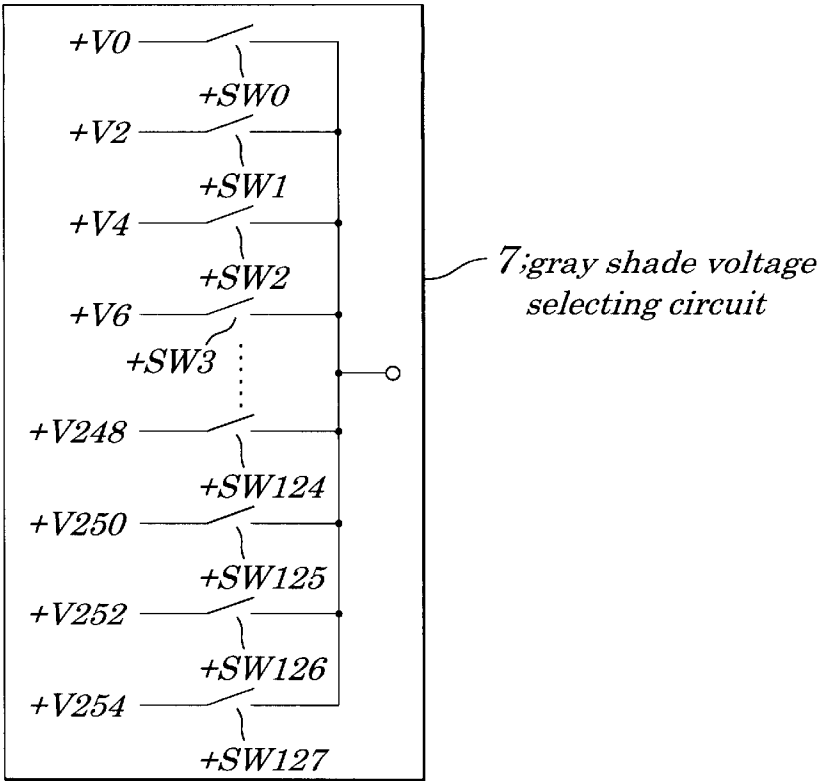 +V0
+SW0
+V2
+SW1
+V4
+SW2
+V6
+SW3
+V248
+SW124
+V250
+SW125
+V252
+SW126
+V254
+SW127
7;gray shade voltage
selecting circuit